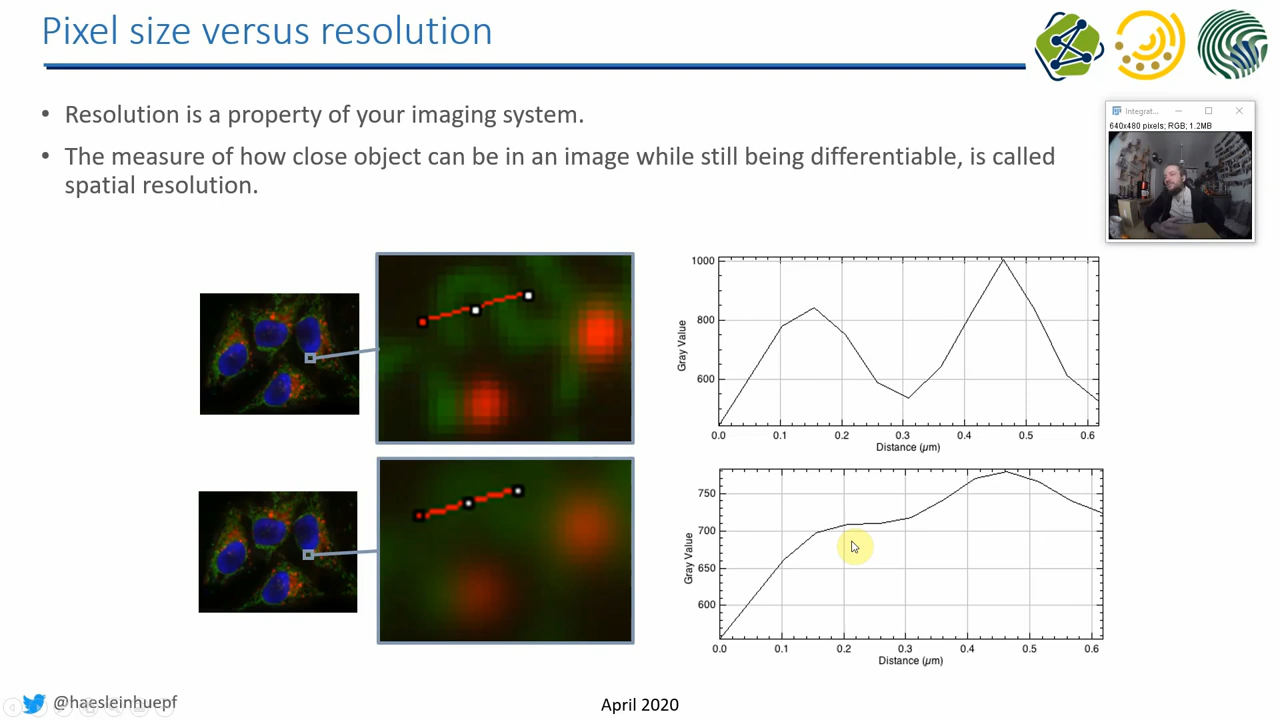 Pixel size versus resolution
• Resolution is a property of your imaging system.
• The measure of how close object can be in an image while still being differentiable, is called
spatial resolution.
Integrat...
640x480 pixels; RGB; 1.2MB
1000
800
600
Gray Value
0.0 0.1 0.2 0.3 0.4 0.5 0.6
Distance (µm)
750
700
650
600
Gray Value
0.0 0.1 0.2 0.3 0.4 0.5 0.6
Distance (µm)
@haesleinhuepf
April 2020